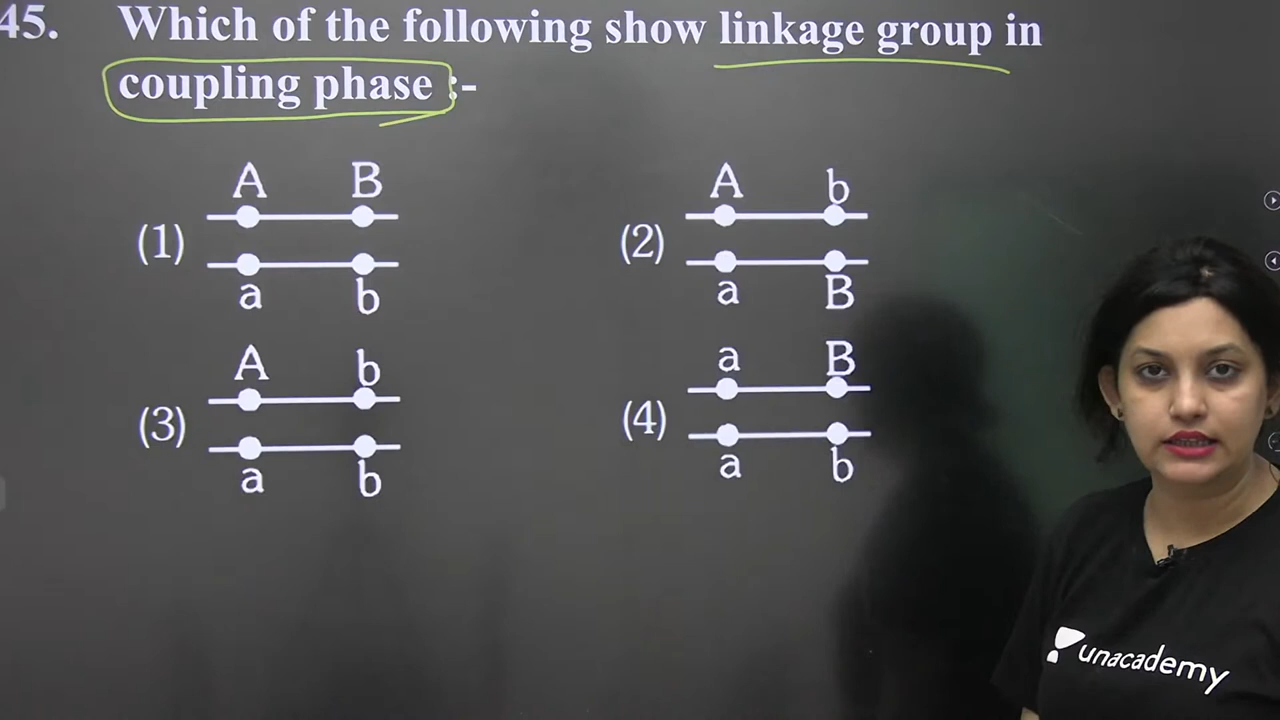 45. Which of the following show linkage group in
coupling phase :-
A B
(1)
a b
A b
(2)
a B
A b
(3)
a b
a B
(4)
a b
unacademy